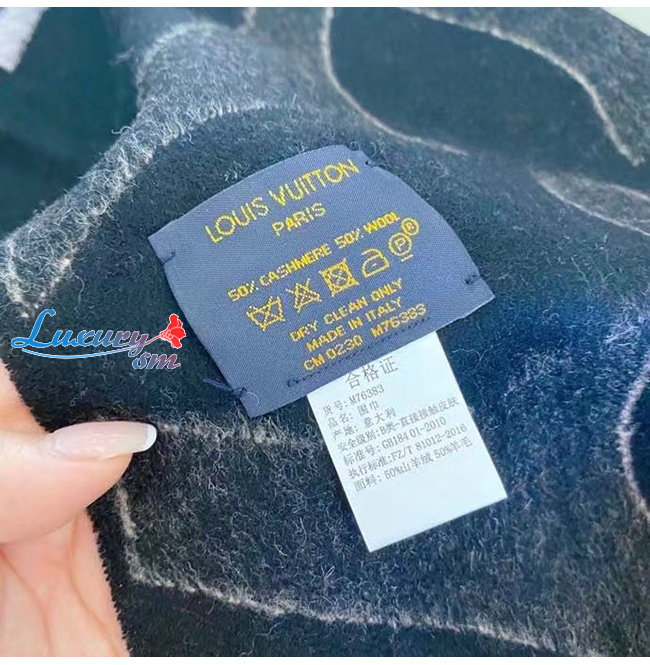 LOUIS VUITTON
PARIS
50% CASHMERE 50% WOOL
P
R
DRY CLEAN ONLY
MADE IN ITALY
CM 0230 M76383
合格证
货号: M76383
品名: 围巾
产地: 意大利
安全级别:B类-直接接触皮肤
标准号: GB18401-2010
执行标准:FZ/T 81012-2016
面料: 50%山羊绒 50%羊毛
Luxury
sm